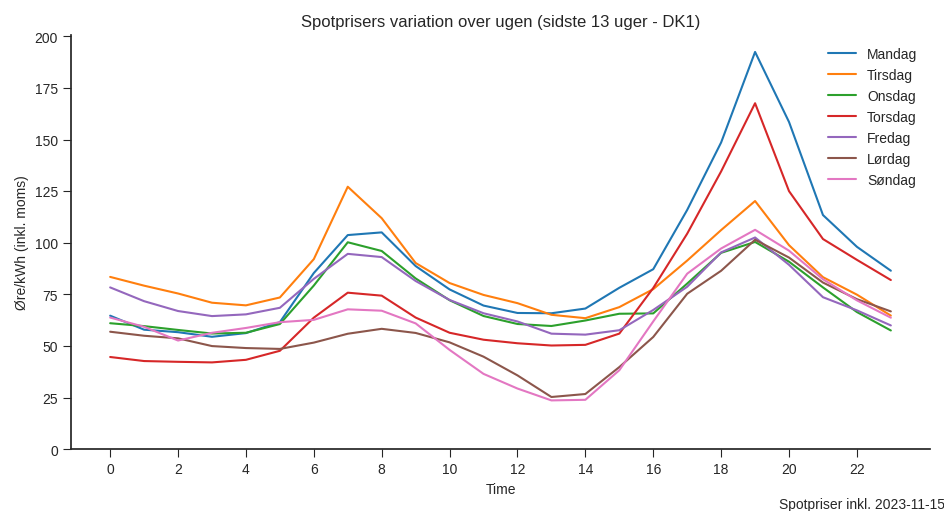 Spotprisers variation over ugen (sidste 13 uger - DK1)
Øre/kWh (inkl. moms)
200
175
150
125
100
75
50
25
0
Mandag
Tirsdag
Onsdag
Torsdag
Fredag
Lørdag
Søndag
0 2 4 6 8 10 12 14 16 18 20 22
Time
Spotpriser inkl. 2023-11-15